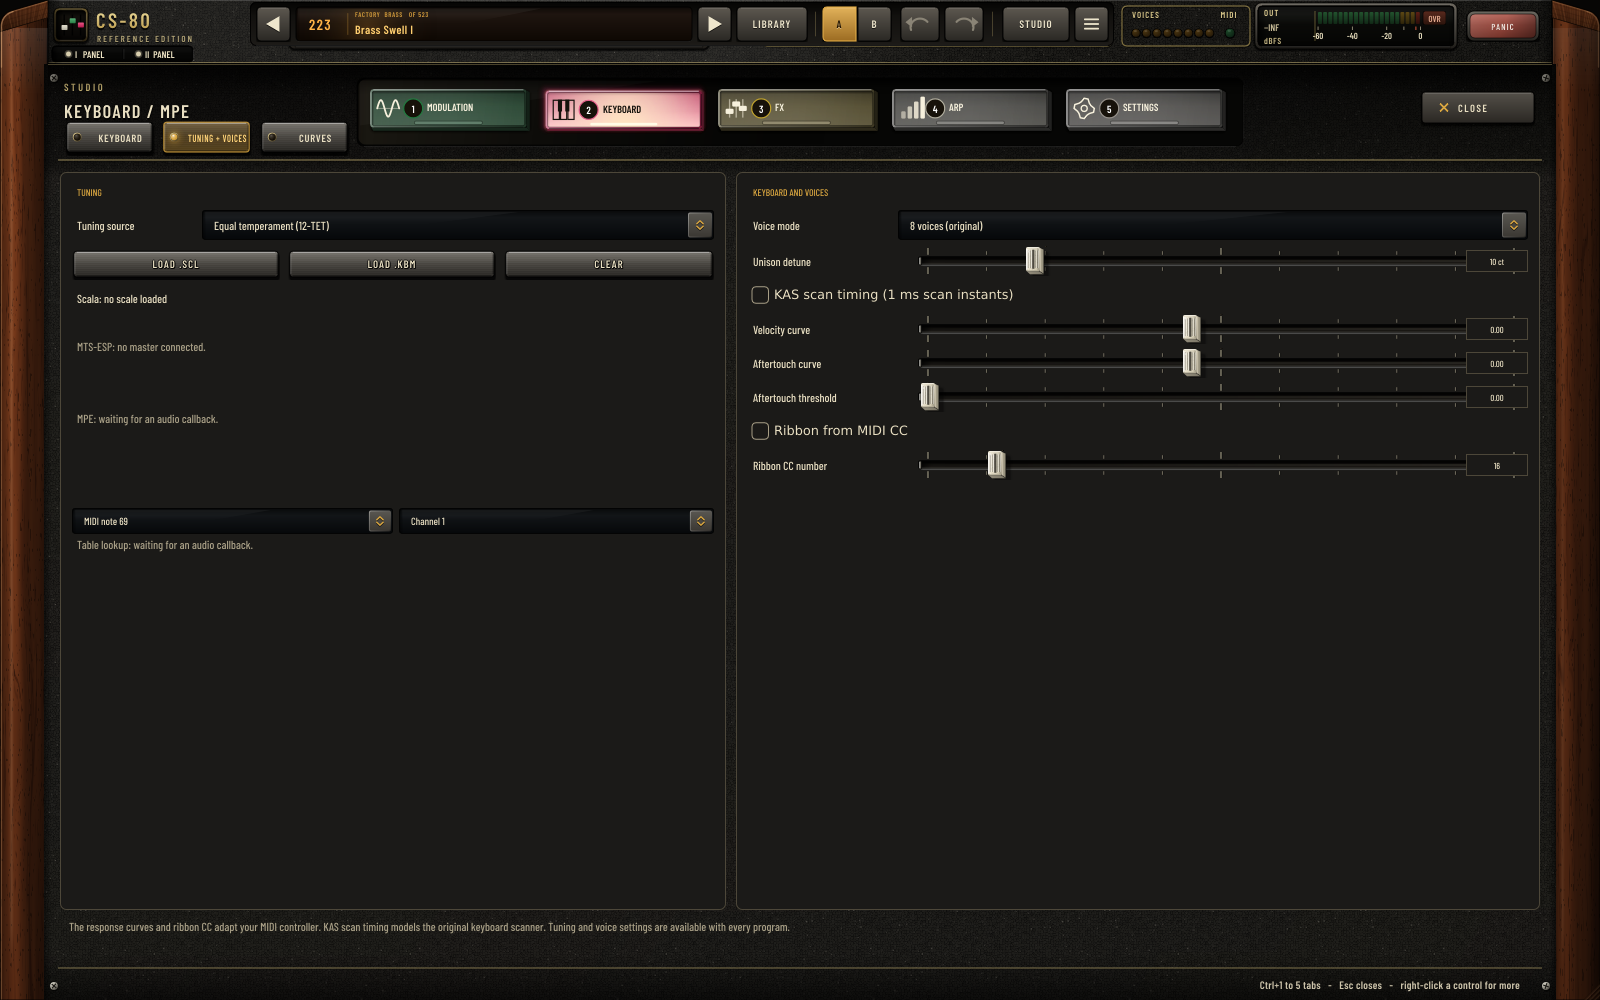 CS-80
REFERENCE EDITION
I PANEL
II PANEL
223
FACTORY BRASS OF 523
Brass Swell I
LIBRARY
A
B
STUDIO
VOICES
MIDI
OUT
-INF
dBFS
-60
-40
-20
0
OVR
PANIC
STUDIO
KEYBOARD / MPE
1 MODULATION
2 KEYBOARD
3 FX
4 ARP
5 SETTINGS
CLOSE
KEYBOARD
TUNING + VOICES
CURVES
TUNING
Tuning source
Equal temperament (12-TET)
LOAD .SCL
LOAD .KBM
CLEAR
Scala: no scale loaded
MTS-ESP: no master connected.
MPE: waiting for an audio callback.
MIDI note 69
Channel 1
Table lookup: waiting for an audio callback.
KEYBOARD AND VOICES
Voice mode
8 voices (original)
Unison detune
10 ct
KAS scan timing (1 ms scan instants)
Velocity curve
0.00
Aftertouch curve
0.00
Aftertouch threshold
0.00
Ribbon from MIDI CC
Ribbon CC number
16
The response curves and ribbon CC adapt your MIDI controller. KAS scan timing models the original keyboard scanner. Tuning and voice settings are available with every program.
Ctrl+1 to 5 tabs - Esc closes - right-click a control for more